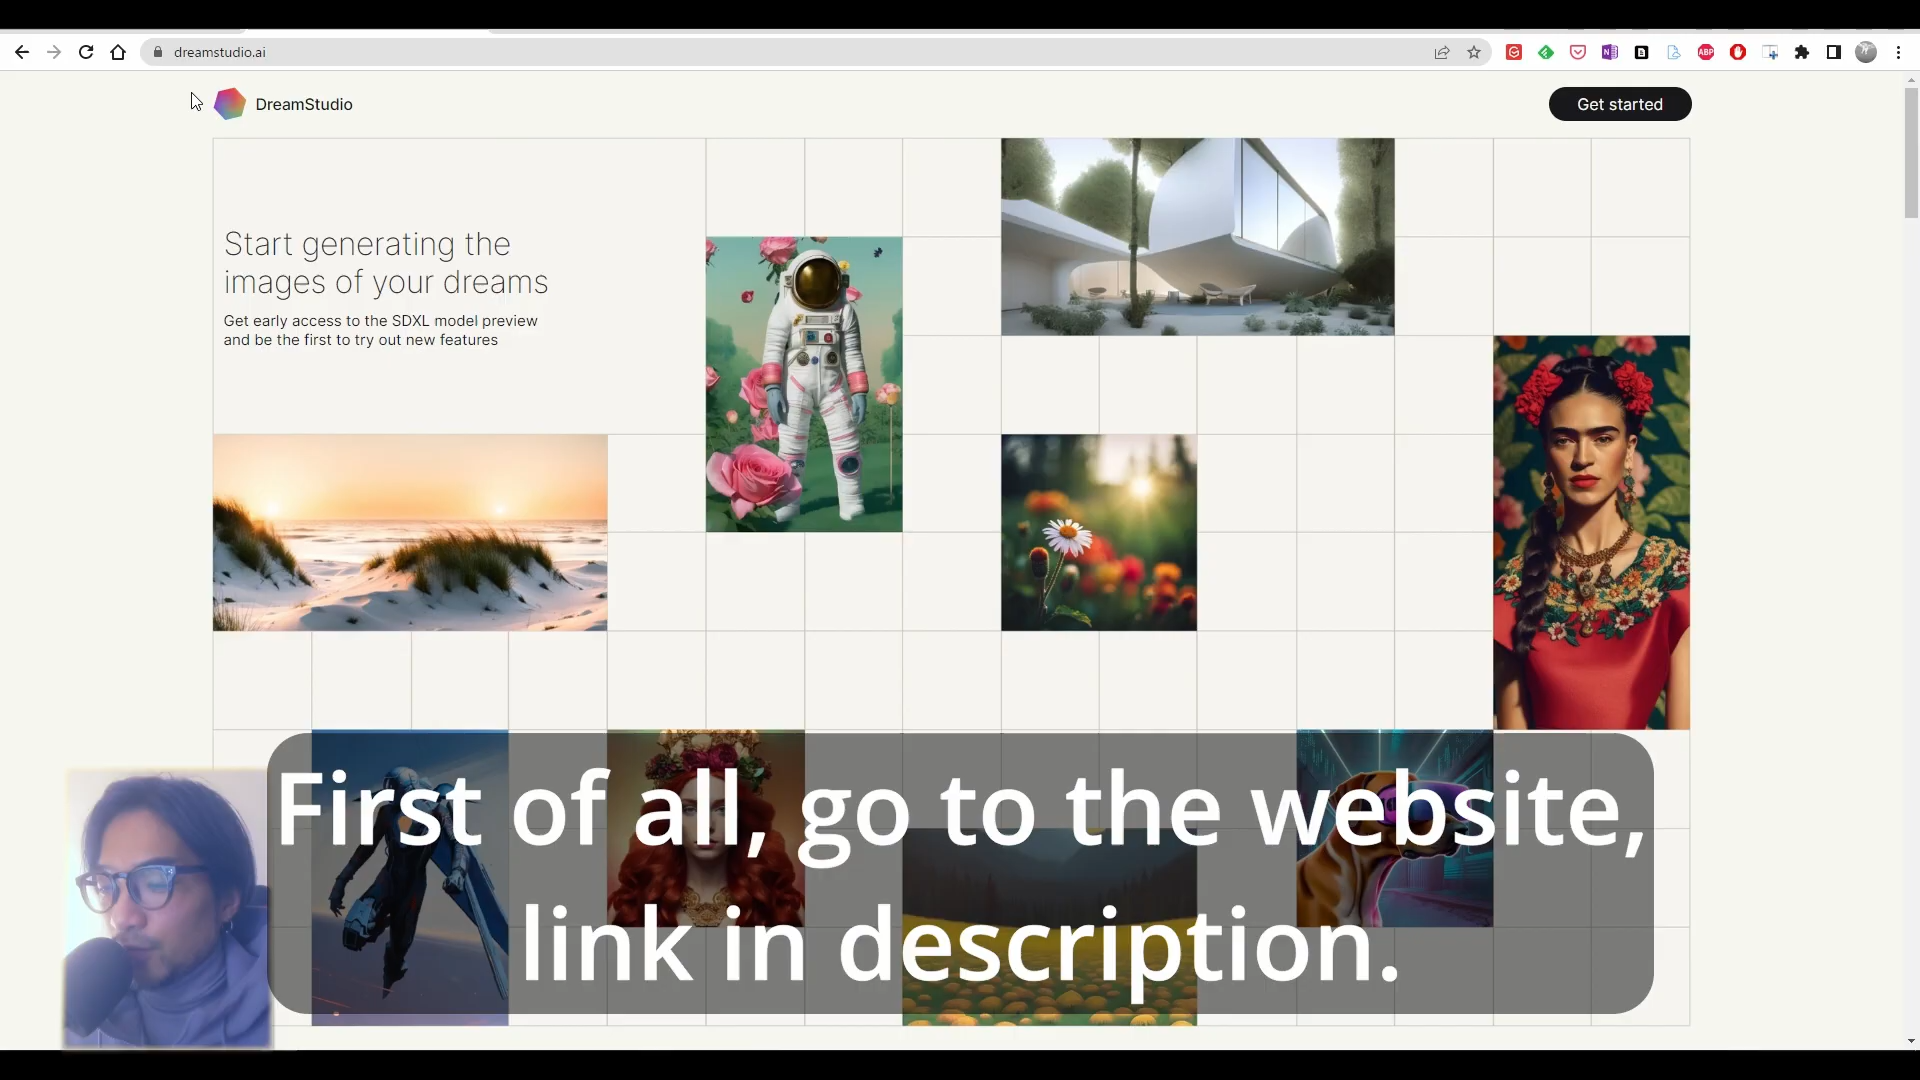 dreamstudio.ai
DreamStudio
Get started
Start generating the
images of your dreams
Get early access to the SDXL model preview
and be the first to try out new features
First of all, go to the website,
link in description.